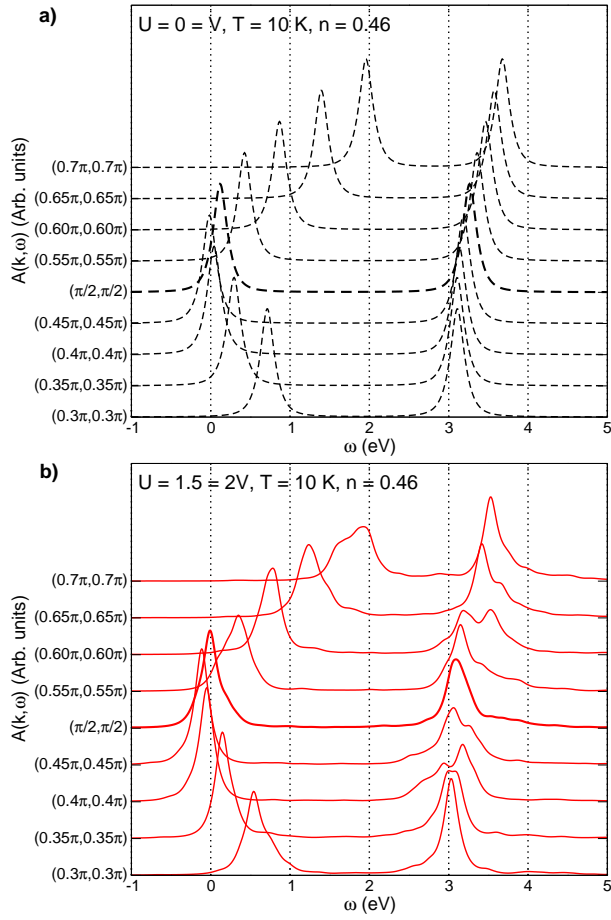 a)
U = 0 = V, T = 10 K, n = 0.46
A(k,ω) (Arb. units)
(0.7π,0.7π)
(0.65π,0.65π)
(0.60π,0.60π)
(0.55π,0.55π)
(π/2,π/2)
(0.45π,0.45π)
(0.4π,0.4π)
(0.35π,0.35π)
(0.3π,0.3π)
-1 0 1 2 3 4 5
ω (eV)
b)
U = 1.5 = 2V, T = 10 K, n = 0.46
A(k,ω) (Arb. units)
(0.7π,0.7π)
(0.65π,0.65π)
(0.60π,0.60π)
(0.55π,0.55π)
(π/2,π/2)
(0.45π,0.45π)
(0.4π,0.4π)
(0.35π,0.35π)
(0.3π,0.3π)
-1 0 1 2 3 4 5
ω (eV)